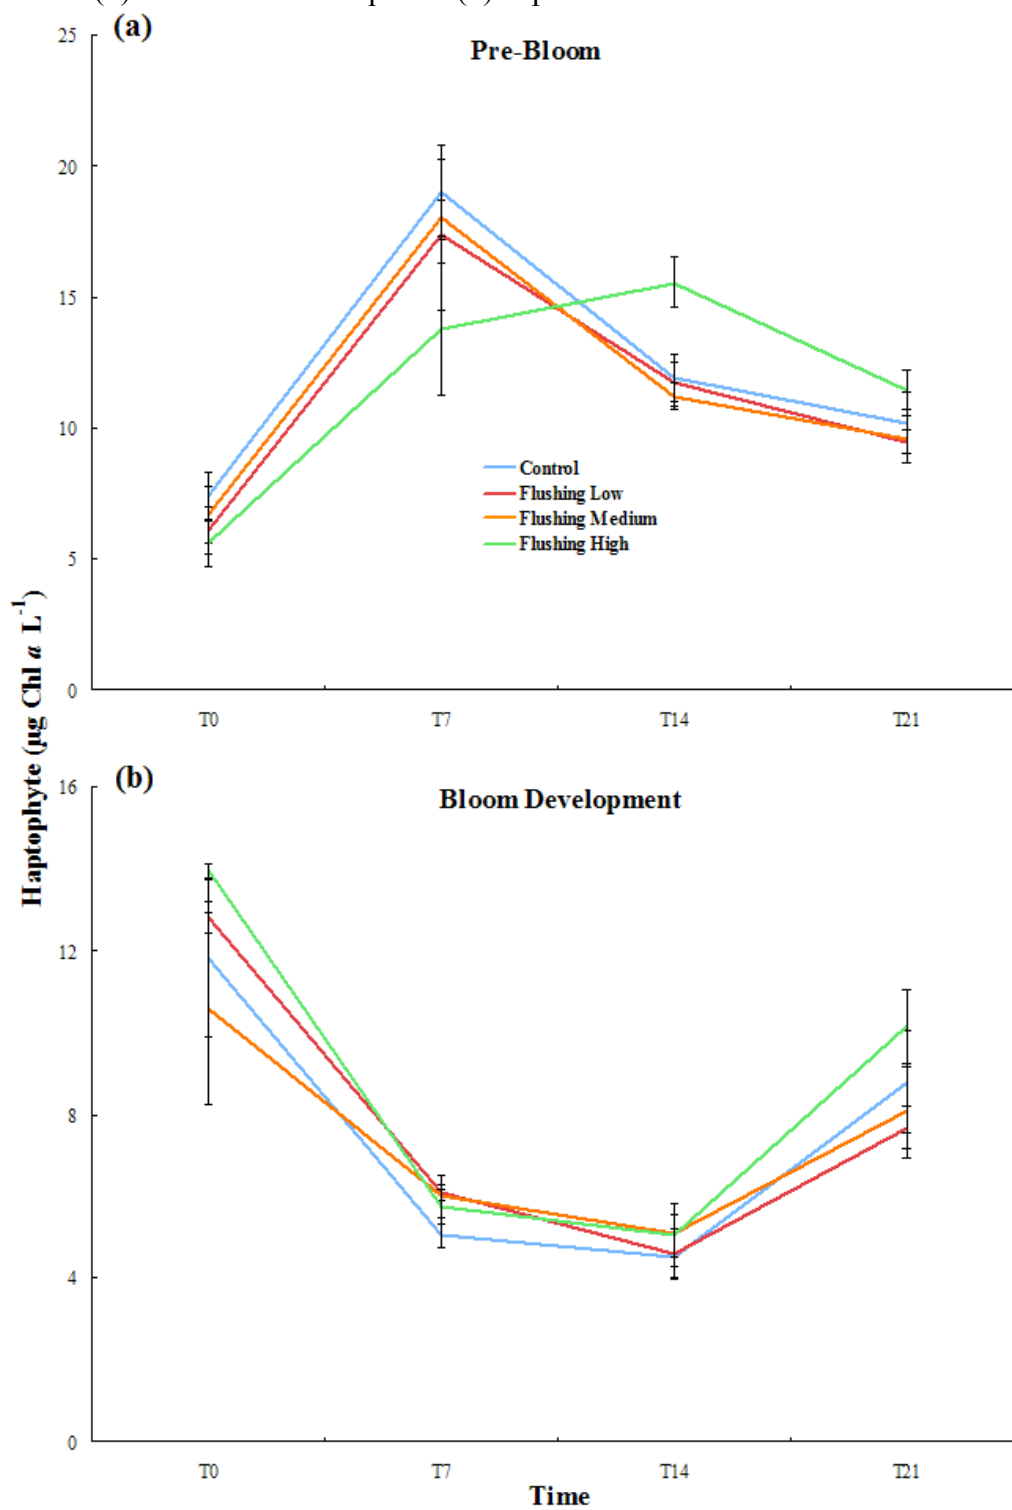 (a)
Pre-Bloom
25
20
15
10
5
0
Control
Flushing Low
Flushing Medium
Flushing High
T0 T7 T14 T21
Haptophyte (µg Chl a L⁻¹)
(b)
Bloom Development
16
12
8
4
0
T0 T7 T14 T21
Time